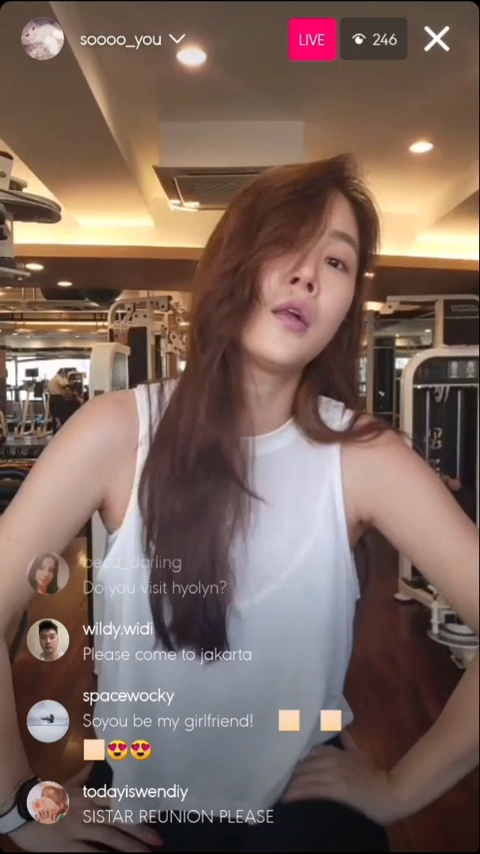 soooo_you
LIVE
246
beca_darling
Do you visit hyolyn?
wildy.widi
Please come to jakarta
spacewocky
Soyou be my girlfriend!
😍😍
todayiswendiy
SISTAR REUNION PLEASE